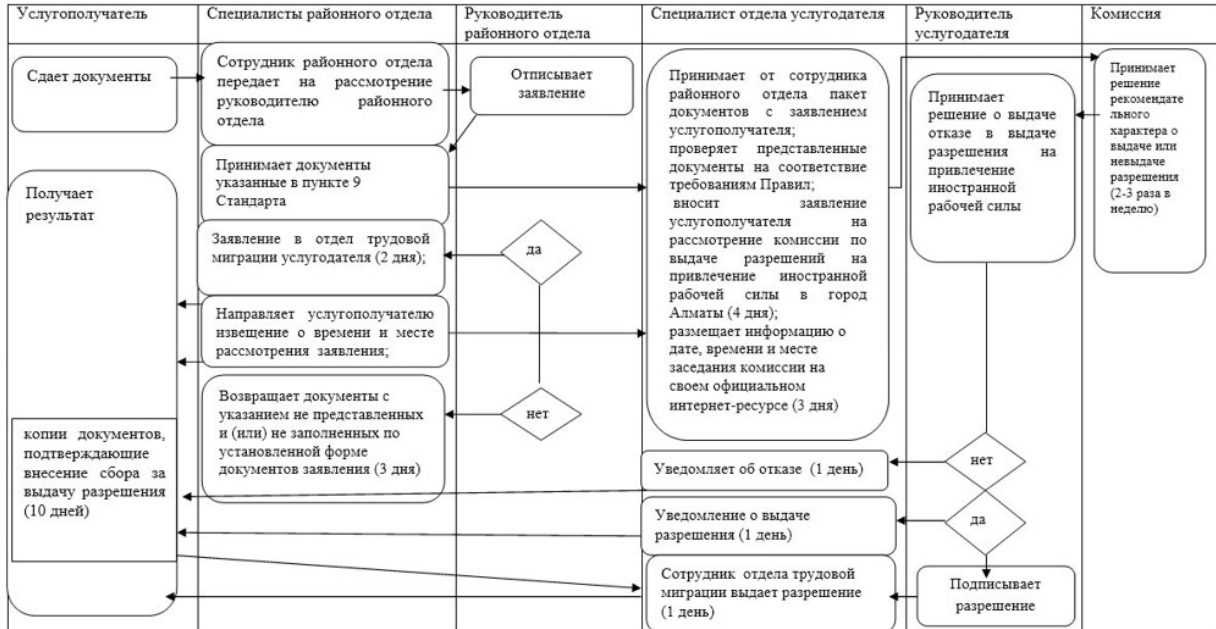 Услугополучатель
Специалисты районного отдела
Руководитель
районного отдела
Специалист отдела услугодателя
Руководитель
услугодателя
Комиссия
Сдает документы
Сотрудник районного отдела
передает на рассмотрение
руководителю районного
отдела
Отписывает
заявление
Принимает от сотрудника
районного отдела пакет
документов с заявлением
услугополучателя;
проверяет представленные
документы на соответствие
требованиям Правил;
вносит заявление
услугополучателя на
рассмотрение комиссии по
выдаче разрешений на
привлечение иностранной
рабочей силы в город
Алматы (4 дня);
размещает информацию о
дате, времени и месте
заседания комиссии на
своем официальном
интернет-ресурсе (3 дня)
Принимает
решение о выдаче
отказе в выдаче
разрешения на
привлечение
иностранной
рабочей силы
Принимает
решение
рекомендате
льного
характера о
выдаче или
невыдаче
разрешения
(2-3 раза в
неделю)
Принимает документы
указанные в пункте 9
Стандарта
Получает
результат
Заявление в отдел трудовой
миграции услугодателя (2 дня);
да
Направляет услугополучателю
извещение о времени и месте
рассмотрения заявления;
Возвращает документы с
указанием не представленных
и (или) не заполненных по
установленной форме
документов заявления (3 дня)
нет
копии документов,
подтверждающие
внесение сбора за
выдачу разрешения
(10 дней)
Уведомляет об отказе (1 день)
нет
Уведомление о выдаче
разрешения (1 день)
да
Сотрудник отдела трудовой
миграции выдает разрешение
(1 день)
Подписывает
разрешение